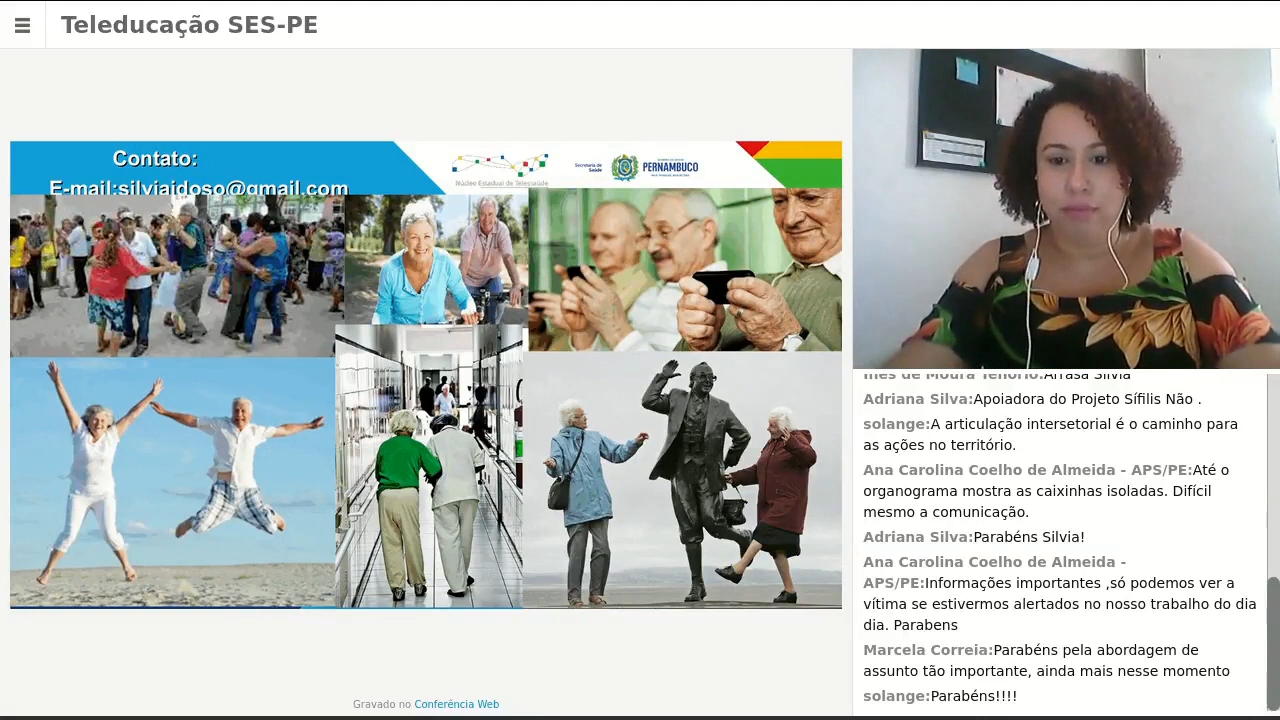 Teleducação SES-PE
Contato:
E-mail:silviaidoso@gmail.com
Núcleo Estadual de Telessaúde
Secretaria de
Saúde
PERNAMBUCO
Inês de Moura Tenório:Arrasa Silvia
Adriana Silva:Apoiadora do Projeto Sífilis Não .
solange:A articulação intersetorial é o caminho para
as ações no território.
Ana Carolina Coelho de Almeida - APS/PE:Até o
organograma mostra as caixinhas isoladas. Difícil
mesmo a comunicação.
Adriana Silva:Parabéns Silvia!
Ana Carolina Coelho de Almeida -
APS/PE:Informações importantes ,só podemos ver a
vítima se estivermos alertados no nosso trabalho do dia
dia. Parabens
Marcela Correia:Parabéns pela abordagem de
assunto tão importante, ainda mais nesse momento
solange:Parabéns!!!!
Gravado no Conferência Web